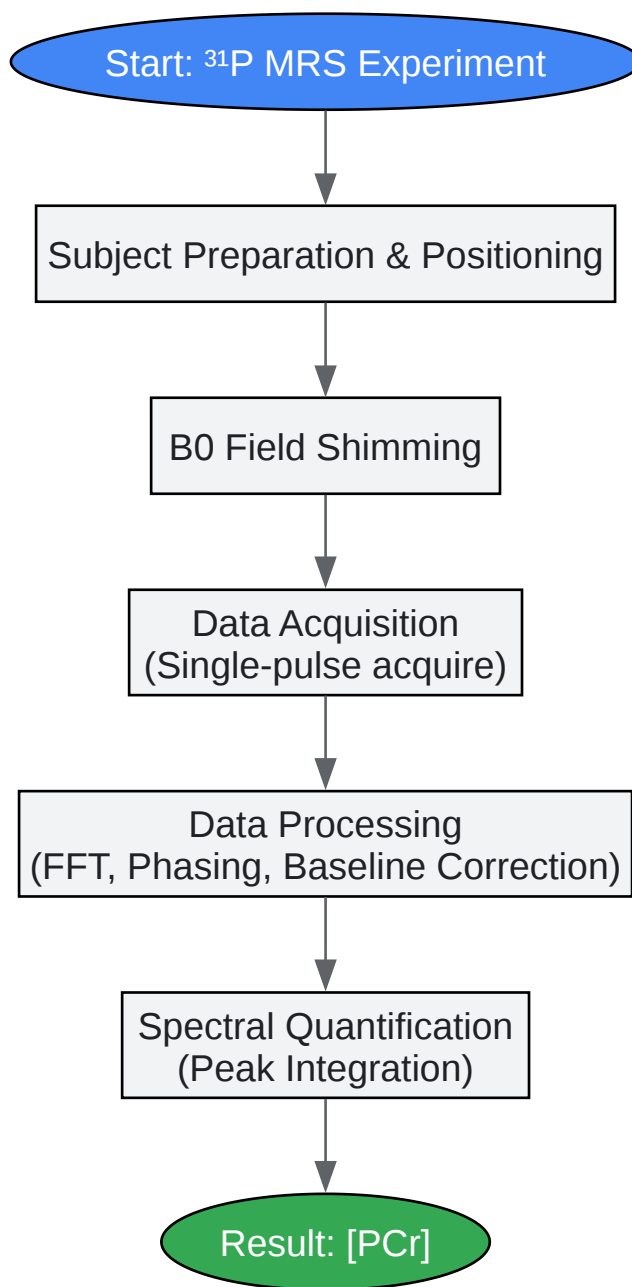 Start: ³¹P MRS Experiment
Subject Preparation & Positioning
B0 Field Shimming
Data Acquisition
(Single-pulse acquire)
Data Processing
(FFT, Phasing, Baseline Correction)
Spectral Quantification
(Peak Integration)
Result: [PCr]